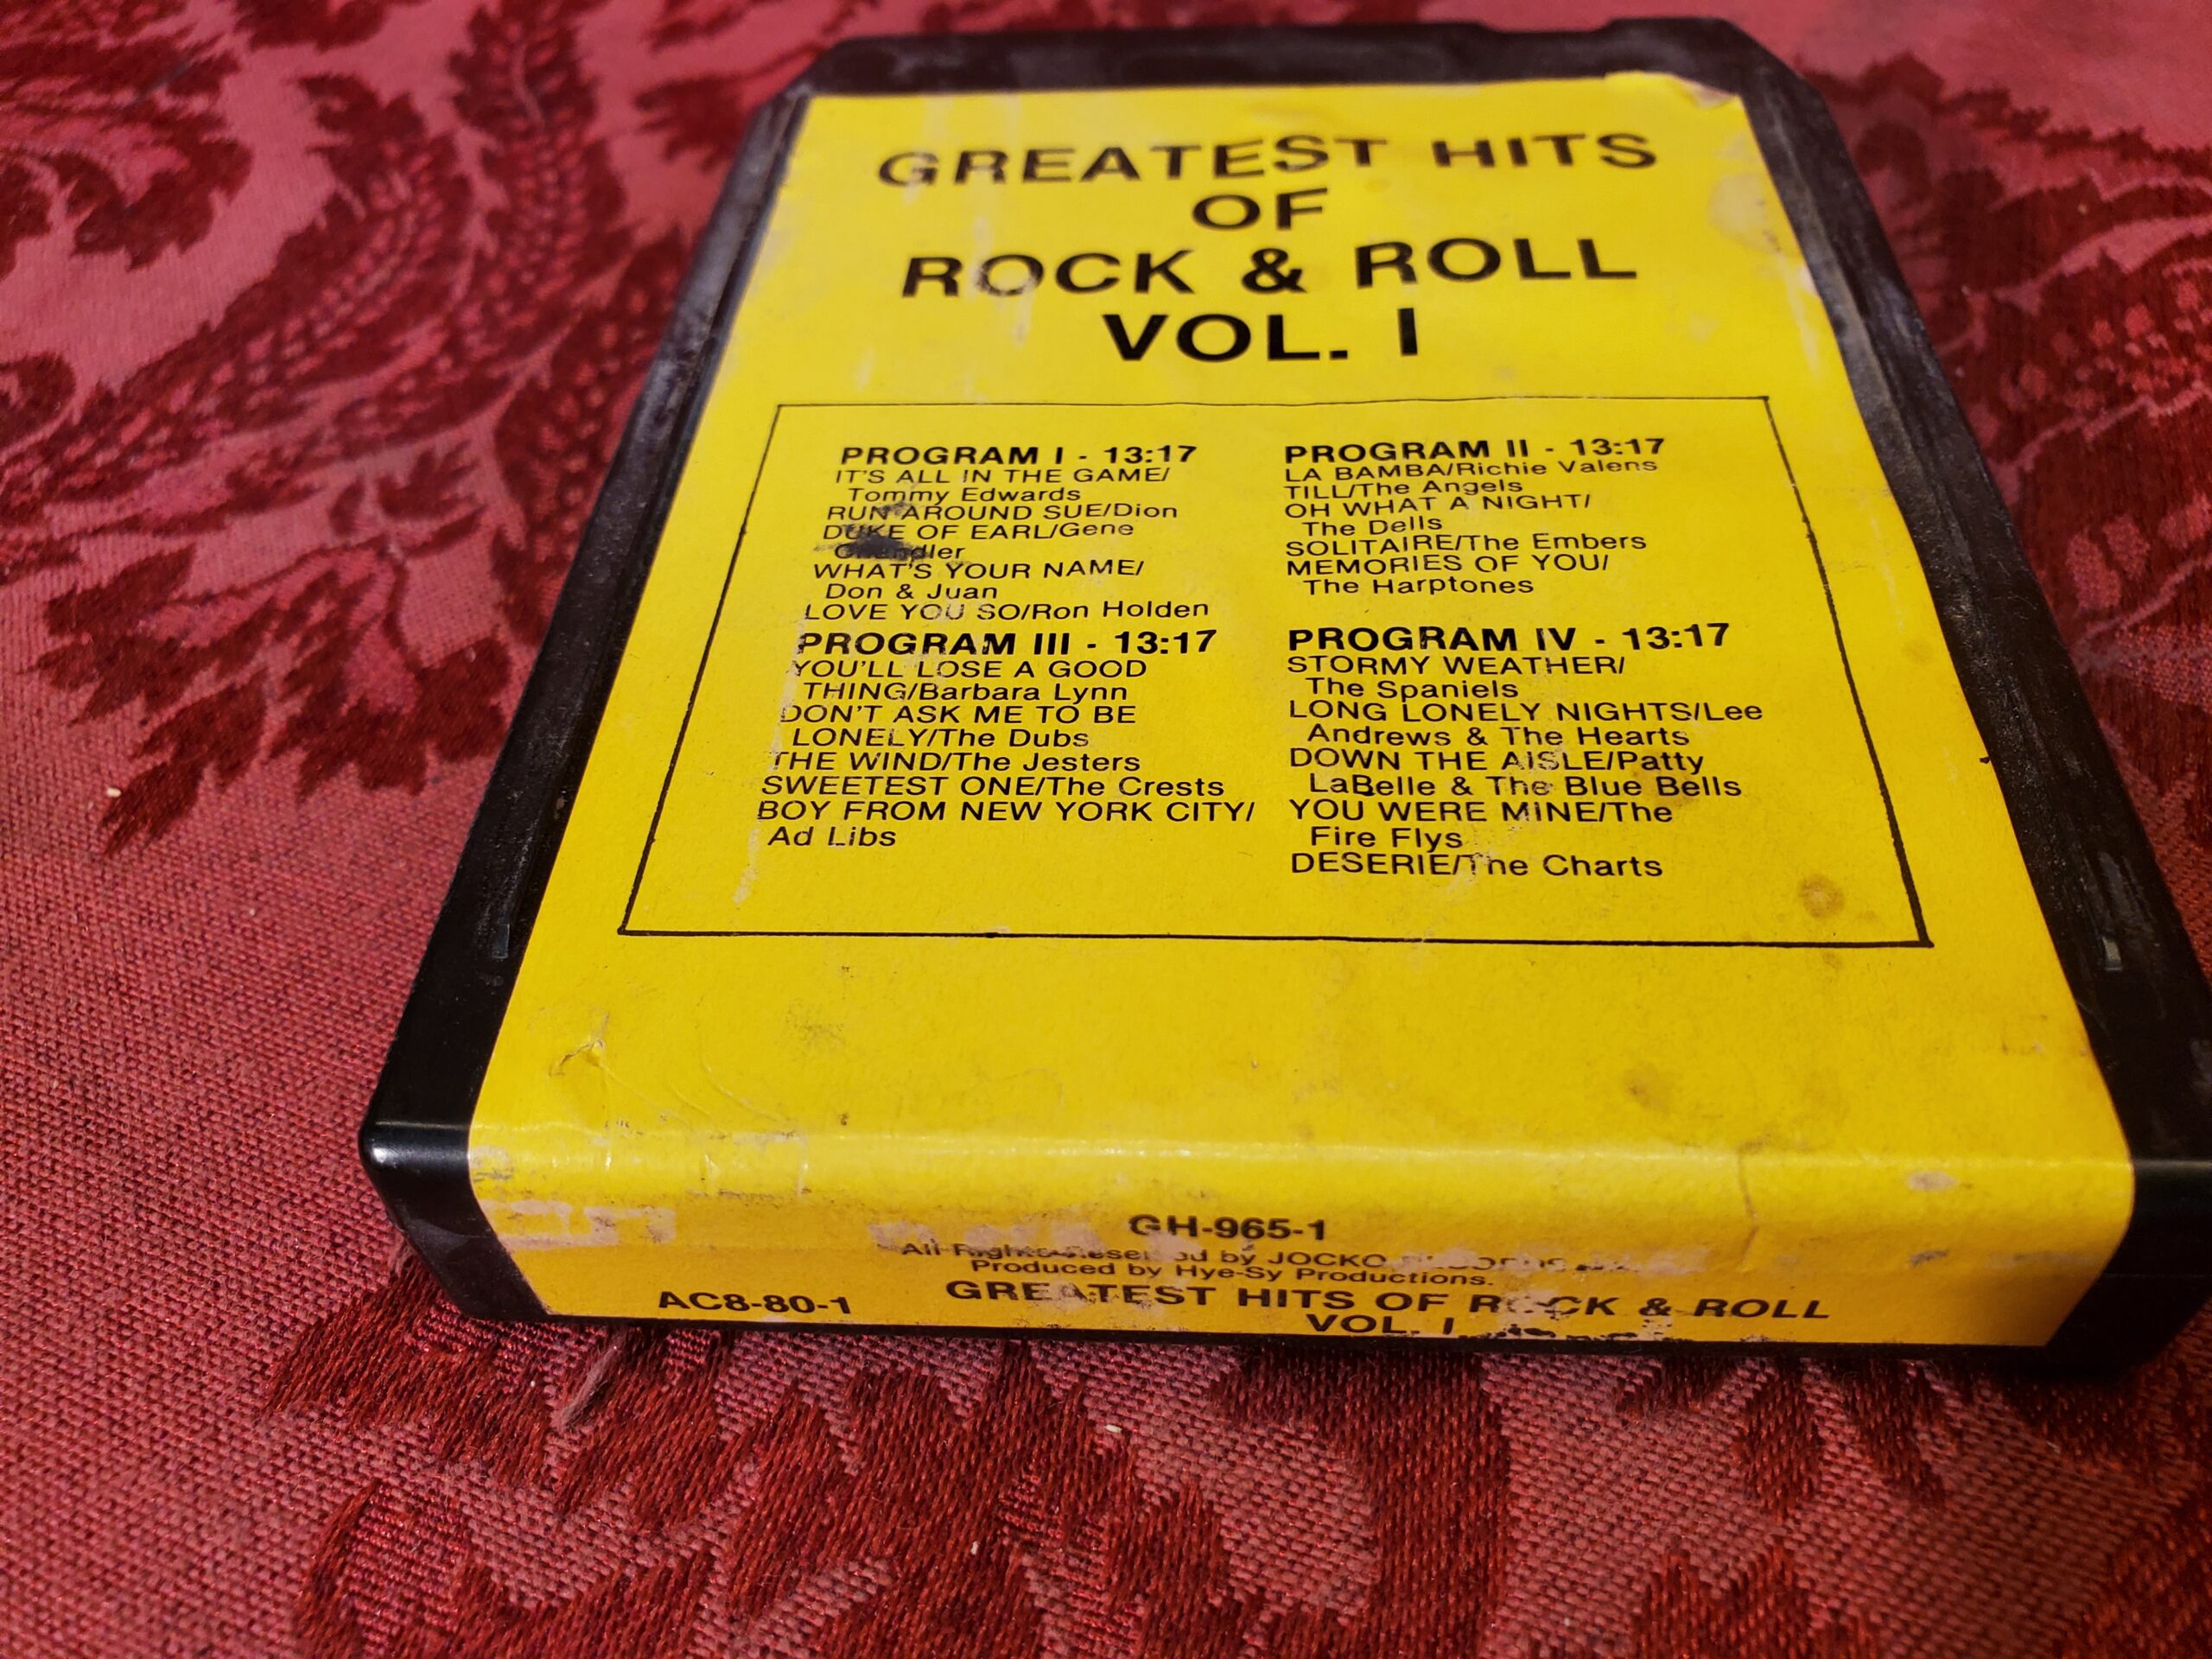 GREATEST HITS
OF
ROCK & ROLL
VOL. I
PROGRAM I - 13:17
IT'S ALL IN THE GAME/
Tommy Edwards
RUN AROUND SUE/Dion
DUKE OF EARL/Gene
Chandler
WHAT'S YOUR NAME/
Don & Juan
LOVE YOU SO/Ron Holden
PROGRAM II - 13:17
LA BAMBA/Richie Valens
TILL/The Angels
OH WHAT A NIGHT/
The Dells
SOLITAIRE/The Embers
MEMORIES OF YOU/
The Harptones
PROGRAM III - 13:17
YOU'LL LOSE A GOOD
THING/Barbara Lynn
DON'T ASK ME TO BE
LONELY/The Dubs
THE WIND/The Jesters
SWEETEST ONE/The Crests
BOY FROM NEW YORK CITY/
Ad Libs
PROGRAM IV - 13:17
STORMY WEATHER/
The Spaniels
LONG LONELY NIGHTS/Lee
Andrews & The Hearts
DOWN THE AISLE/Patty
LaBelle & The Blue Bells
YOU WERE MINE/The
Fire Flys
DESERIE/The Charts
GH-965-1
All Rights Reserved by JOCKO
Produced by Hye-Sy Productions.
AC8-80-1
GREATEST HITS OF ROCK & ROLL
VOL. I